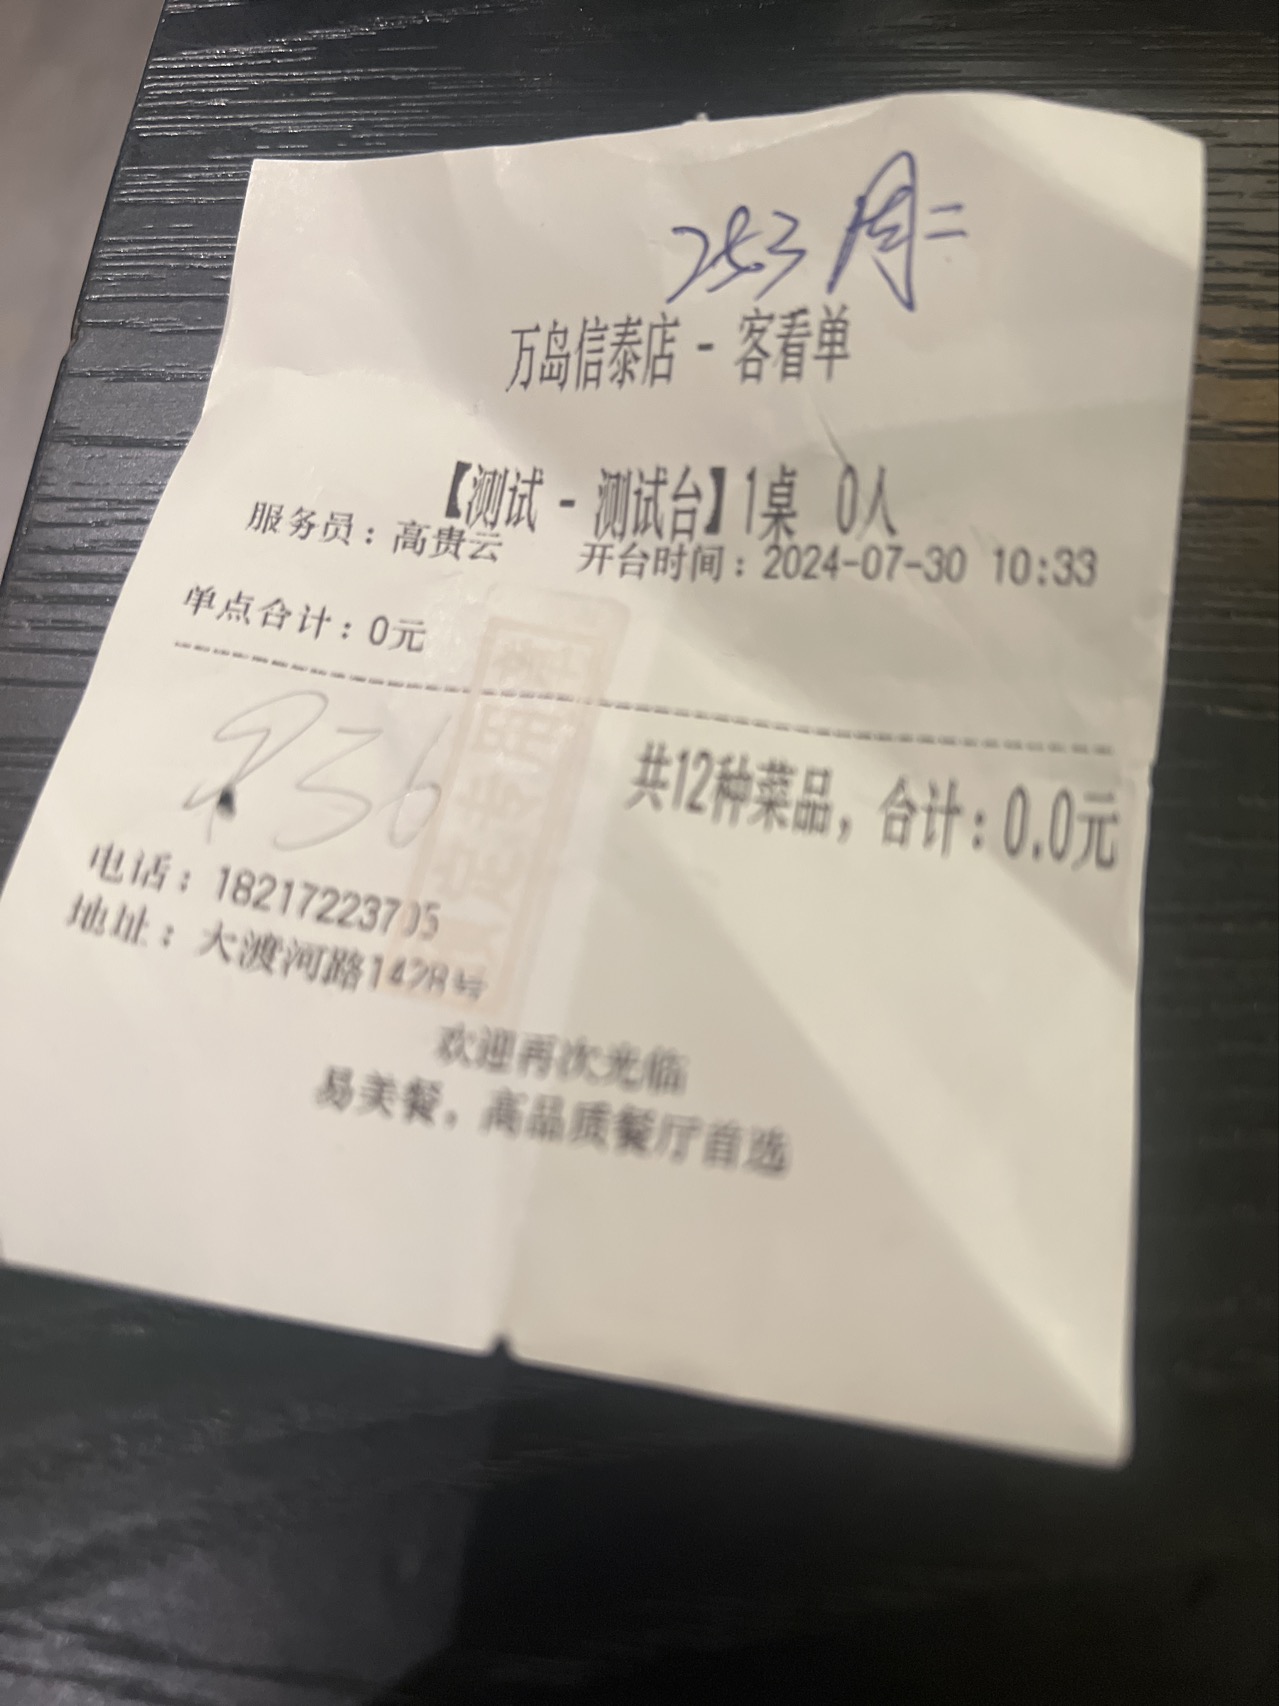 253 周二
万岛信泰店 - 客看单
【测试 - 测试台】1桌 0人
服务员：高贵云 开台时间：2024-07-30 10:33
单点合计：0元
共12种菜品，合计：0.0元
电话：18217223705
地址：大渡河路1428号
欢迎再次光临
易美餐，高品质餐厅首选